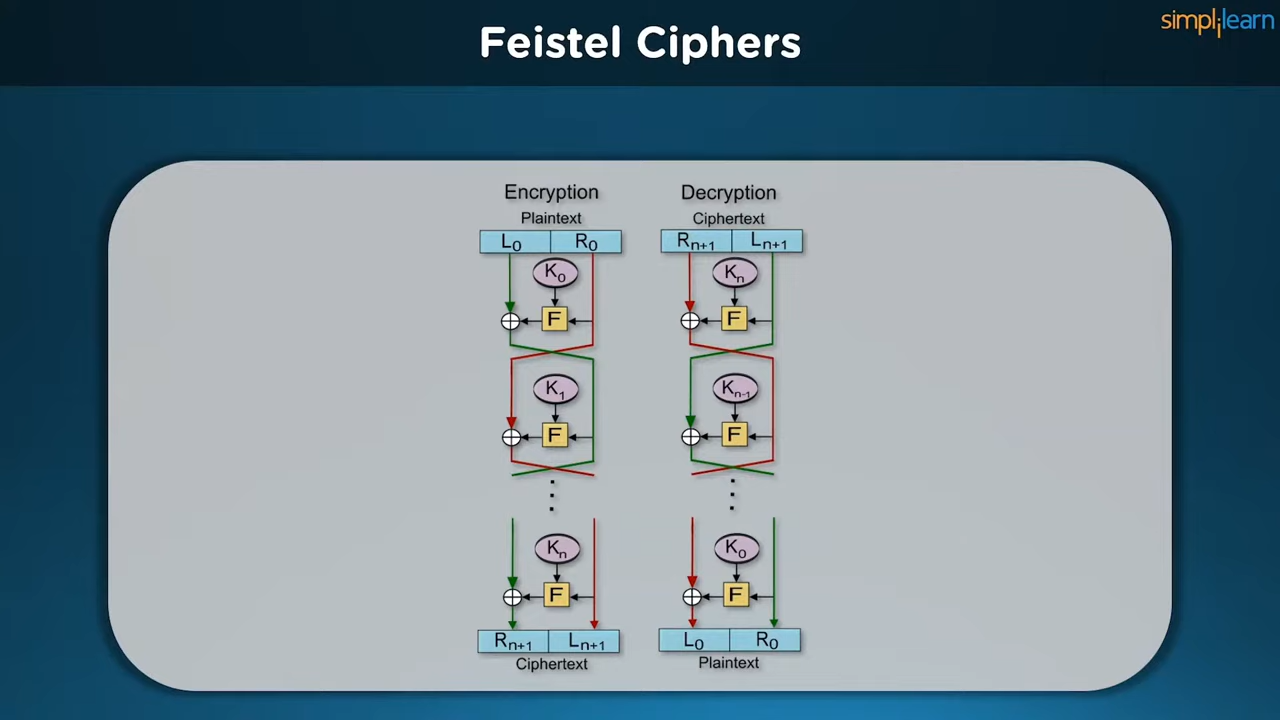 Feistel Ciphers
simplilearn
Encryption
Plaintext
L₀ R₀
K₀
F
K₁
F
Kₙ
F
Rₙ₊₁ Lₙ₊₁
Ciphertext
Decryption
Ciphertext
Rₙ₊₁ Lₙ₊₁
Kₙ
F
Kₙ₋₁
F
K₀
F
L₀ R₀
Plaintext